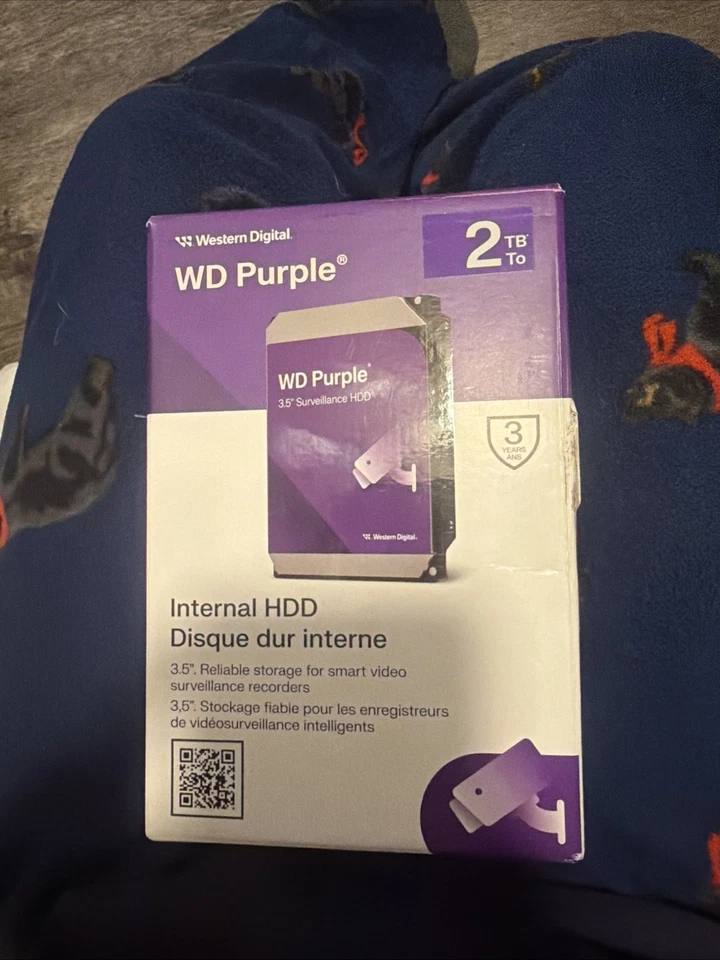 Western Digital.
WD Purple®
2 TB*
To
WD Purple®
3.5" Surveillance HDD
Western Digital.
3
YEARS
ANS
Internal HDD
Disque dur interne
3.5". Reliable storage for smart video
surveillance recorders
3,5". Stockage fiable pour les enregistreurs
de vidéosurveillance intelligents